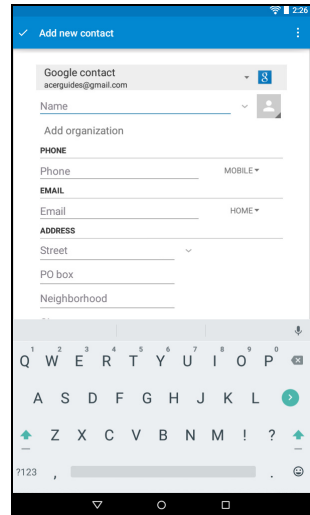 2:26
Add new contact
Google contact
acerguides@gmail.com
8
Name
Add organization
PHONE
Phone MOBILE
EMAIL
Email HOME
ADDRESS
Street
PO box
Neighborhood
1 2 3 4 5 6 7 8 9 0
Q W E R T Y U I O P
A S D F G H J K L
Z X C V B N M ! ?
?123 , .